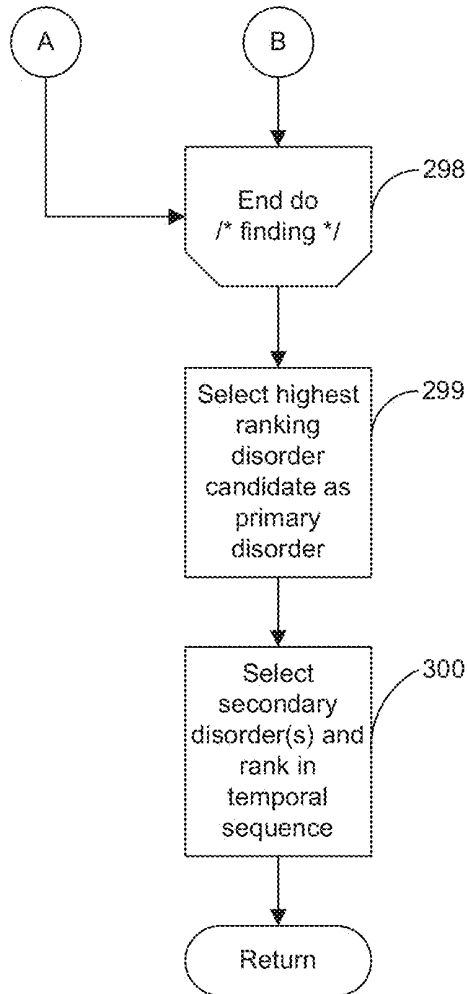 A
B
End do
/* finding */
298
Select highest
ranking
disorder
candidate as
primary
disorder
299
Select
secondary
disorder(s) and
rank in
temporal
sequence
300
Return